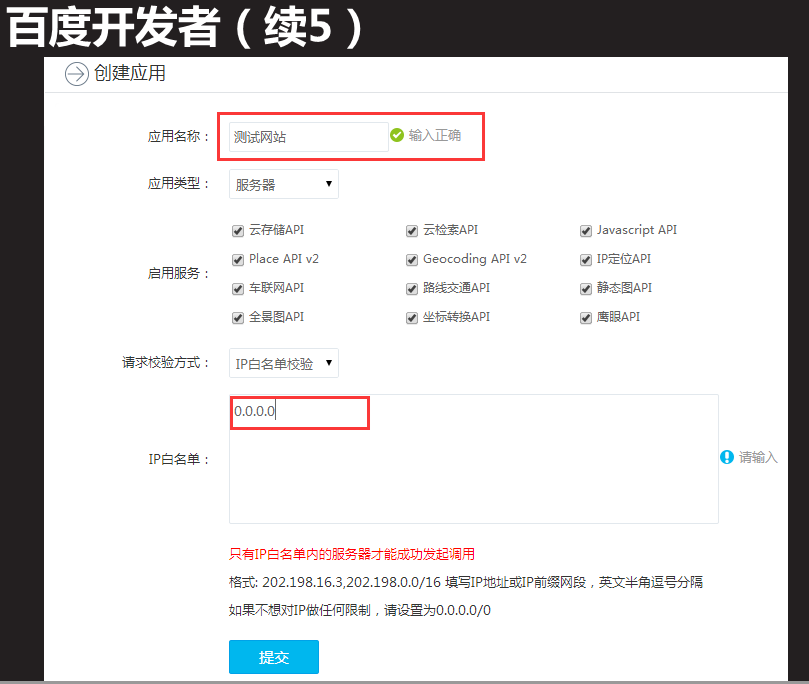 百度开发者（续5）
创建应用
应用名称： 测试网站 输入正确
应用类型： 服务器
云存储API 云检索API Javascript API
Place API v2 Geocoding API v2 IP定位API
启用服务：
车联网API 路线交通API 静态图API
全景图API 坐标转换API 鹰眼API
请求校验方式： IP白名单校验
0.0.0.0
IP白名单： 请输入
只有IP白名单内的服务器才能成功发起调用
格式: 202.198.16.3,202.198.0.0/16 填写IP地址或IP前缀网段，英文半角逗号分隔
如果不想对IP做任何限制，请设置为0.0.0.0/0
提交